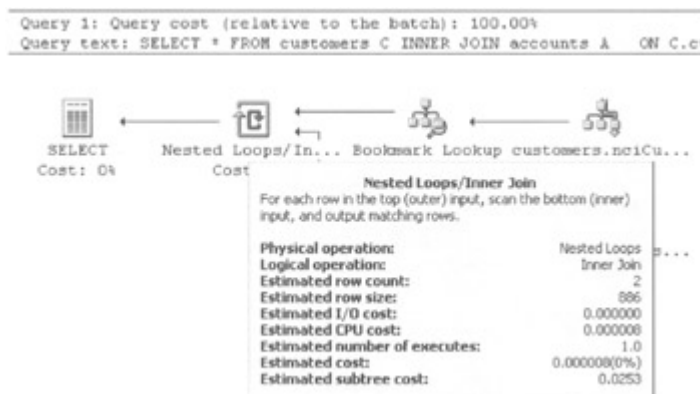 Query 1: Query cost (relative to the batch): 100.00%
Query text: SELECT * FROM customers C INNER JOIN accounts A   ON C.c
SELECT
Cost: 0%
Nested Loops/In...
Cost
Bookmark Lookup
customers.nciCu...
Nested Loops/Inner Join
For each row in the top (outer) input, scan the bottom (inner)
input, and output matching rows.
Physical operation: Nested Loops
Logical operation: Inner Join
Estimated row count: 2
Estimated row size: 886
Estimated I/O cost: 0.000000
Estimated CPU cost: 0.000008
Estimated number of executes: 1.0
Estimated cost: 0.000008(0%)
Estimated subtree cost: 0.0253